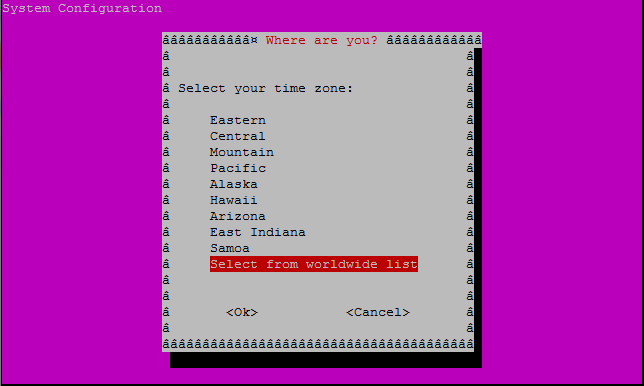 System Configuration
âââââââââââ¤ Where are you? ââââââââââââ
â â
â â
â Select your time zone: â
â â
â Eastern â
â Central â
â Mountain â
â Pacific â
â Alaska â
â Hawaii â
â Arizona â
â East Indiana â
â Samoa â
â Select from worldwide list â
â â
â â
â <Ok> <Cancel> â
â â
âââââââââââââââââââââââââââââââââââââââ